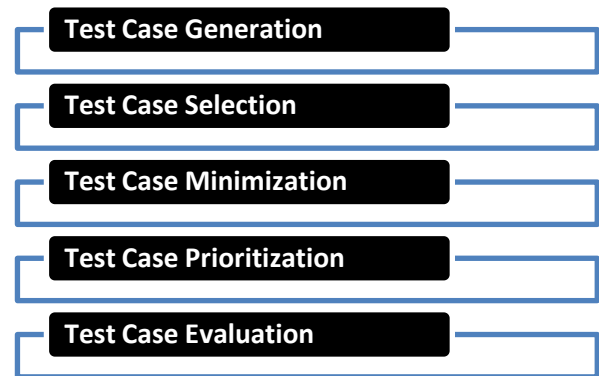 Test Case Generation
Test Case Selection
Test Case Minimization
Test Case Prioritization
Test Case Evaluation